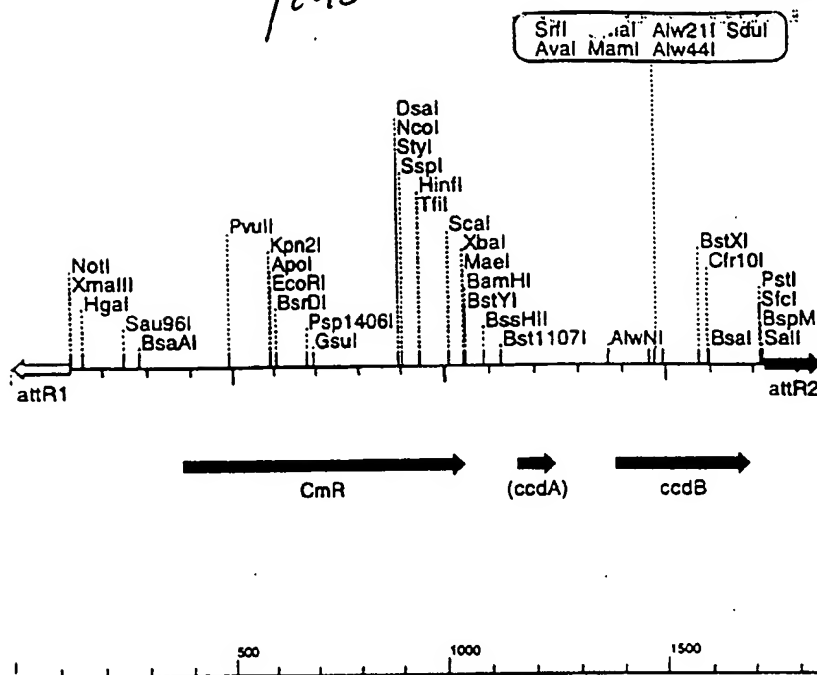 SrfI Alw21I SduI
AvaI MamI Alw44I
DsaI
NcoI
StyI
SspI
HinfI
TfiI
PvuII
Kpn2I
ApoI
EcoRI
BsrDI
ScaI
XbaI
MaeI
BamHI
BstYI
BstXI
Cfr10I
NotI
XmaIII
HgaI
Sau96I
BsaAI
Psp1406I
GsuI
BssHII
Bst1107I
AlwNI
BsaI
PstI
SfcI
BspM
SalI
attR1
attR2
CmR
(ccdA)
ccdB
500
1000
1500